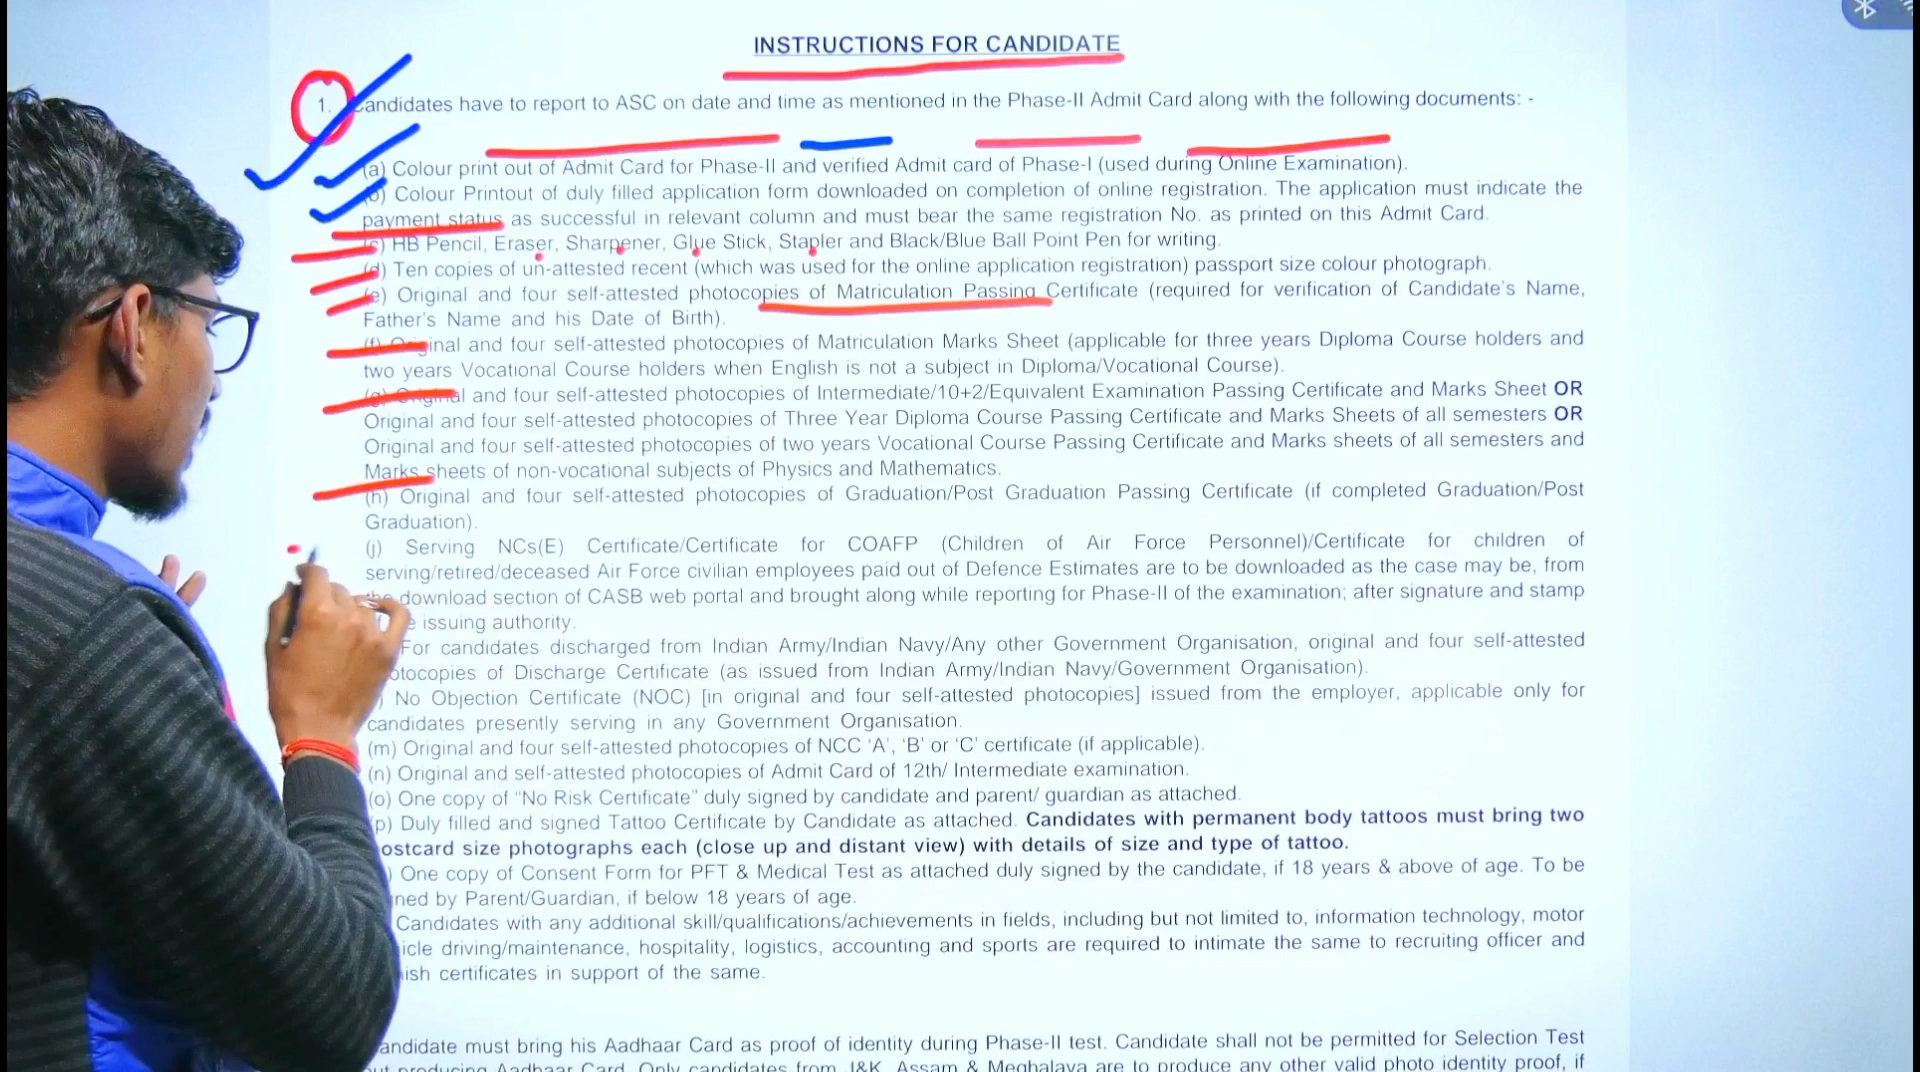 INSTRUCTIONS FOR CANDIDATE
1. Candidates have to report to ASC on date and time as mentioned in the Phase-II Admit Card along with the following documents: -
(a) Colour print out of Admit Card for Phase-II and verified Admit card of Phase-I (used during Online Examination).
(b) Colour Printout of duly filled application form downloaded on completion of online registration. The application must indicate the
payment status as successful in relevant column and must bear the same registration No. as printed on this Admit Card.
(c) HB Pencil, Eraser, Sharpener, Glue Stick, Stapler and Black/Blue Ball Point Pen for writing.
(d) Ten copies of un-attested recent (which was used for the online application registration) passport size colour photograph.
(e) Original and four self-attested photocopies of Matriculation Passing Certificate (required for verification of Candidate's Name,
Father's Name and his Date of Birth).
(f) Original and four self-attested photocopies of Matriculation Marks Sheet (applicable for three years Diploma Course holders and
two years Vocational Course holders when English is not a subject in Diploma/Vocational Course).
(g) Original and four self-attested photocopies of Intermediate/10+2/Equivalent Examination Passing Certificate and Marks Sheet OR
Original and four self-attested photocopies of Three Year Diploma Course Passing Certificate and Marks Sheets of all semesters OR
Original and four self-attested photocopies of two years Vocational Course Passing Certificate and Marks sheets of all semesters and
Marks sheets of non-vocational subjects of Physics and Mathematics.
(h) Original and four self-attested photocopies of Graduation/Post Graduation Passing Certificate (if completed Graduation/Post
Graduation).
(j) Serving NCs(E) Certificate/Certificate for COAFP (Children of Air Force Personnel)/Certificate for children of
serving/retired/deceased Air Force civilian employees paid out of Defence Estimates are to be downloaded as the case may be, from
the download section of CASB web portal and brought along while reporting for Phase-II of the examination; after signature and stamp
issuing authority.
For candidates discharged from Indian Army/Indian Navy/Any other Government Organisation, original and four self-attested
otocopies of Discharge Certificate (as issued from Indian Army/Indian Navy/Government Organisation).
) No Objection Certificate (NOC) [in original and four self-attested photocopies] issued from the employer, applicable only for
candidates presently serving in any Government Organisation.
(m) Original and four self-attested photocopies of NCC 'A', 'B' or 'C' certificate (if applicable).
(n) Original and self-attested photocopies of Admit Card of 12th/ Intermediate examination.
(o) One copy of "No Risk Certificate" duly signed by candidate and parent/ guardian as attached.
p) Duly filled and signed Tattoo Certificate by Candidate as attached. Candidates with permanent body tattoos must bring two
ostcard size photographs each (close up and distant view) with details of size and type of tattoo.
) One copy of Consent Form for PFT & Medical Test as attached duly signed by the candidate, if 18 years & above of age. To be
ned by Parent/Guardian, if below 18 years of age.
Candidates with any additional skill/qualifications/achievements in fields, including but not limited to, information technology, motor
icle driving/maintenance, hospitality, logistics, accounting and sports are required to intimate the same to recruiting officer and
ish certificates in support of the same.
andidate must bring his Aadhaar Card as proof of identity during Phase-II test. Candidate shall not be permitted for Selection Test
ut producing Aadhaar Card. Only candidates from J&K, Assam & Meghalaya are to produce any other valid photo identity proof, if